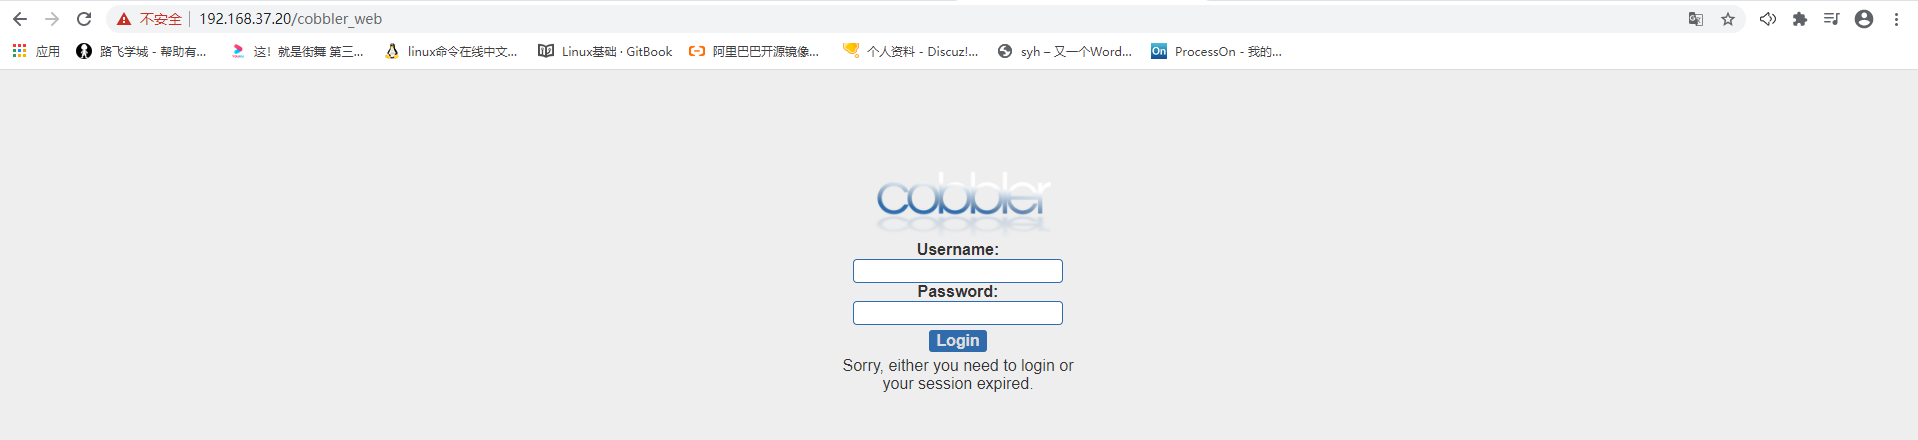 不安全 192.168.37.20/cobbler_web
应用 路飞学城 - 帮助有... 这！就是街舞 第三... linux命令在线中文... Linux基础 · GitBook 阿里巴巴开源镜像... 个人资料 - Discuz!... syh – 又一个Word... On ProcessOn - 我的...
cobbler
Username:
Password:
Login
Sorry, either you need to login or
your session expired.